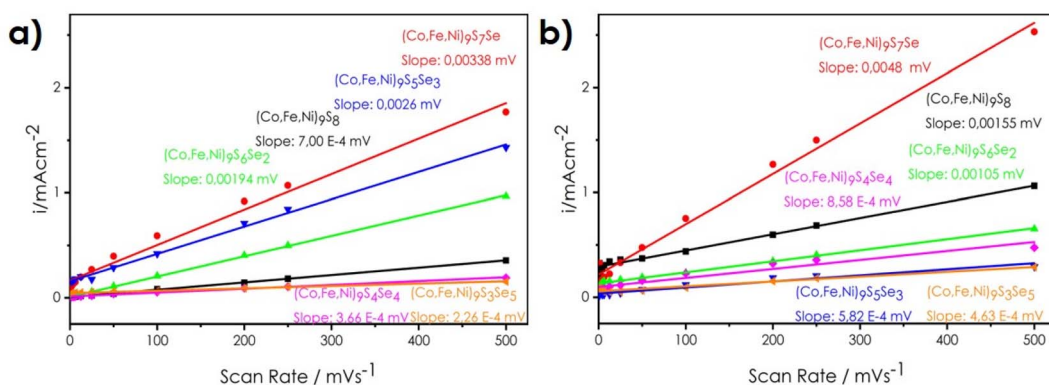 a)
i/mAcm-2
2
1
0
(Co,Fe,Ni)9S7Se
Slope: 0,00338 mV
(Co,Fe,Ni)9S5Se3
Slope: 0,0026 mV
(Co,Fe,Ni)9S8
Slope: 7,00 E-4 mV
(Co,Fe,Ni)9S6Se2
Slope: 0,00194 mV
(Co,Fe,Ni)9S4Se4
Slope: 3,66 E-4 mV
(Co,Fe,Ni)9S3Se5
Slope: 2,26 E-4 mV
0 100 200 300 400 500
Scan Rate / mVs-1
b)
i/mAcm-2
2
1
0
(Co,Fe,Ni)9S7Se
Slope: 0,0048 mV
(Co,Fe,Ni)9S8
Slope: 0,00155 mV
(Co,Fe,Ni)9S6Se2
Slope: 0,00105 mV
(Co,Fe,Ni)9S4Se4
Slope: 8,58 E-4 mV
(Co,Fe,Ni)9S5Se3
Slope: 5,82 E-4 mV
(Co,Fe,Ni)9S3Se5
Slope: 4,63 E-4 mV
0 100 200 300 400 500
Scan Rate / mVs-1